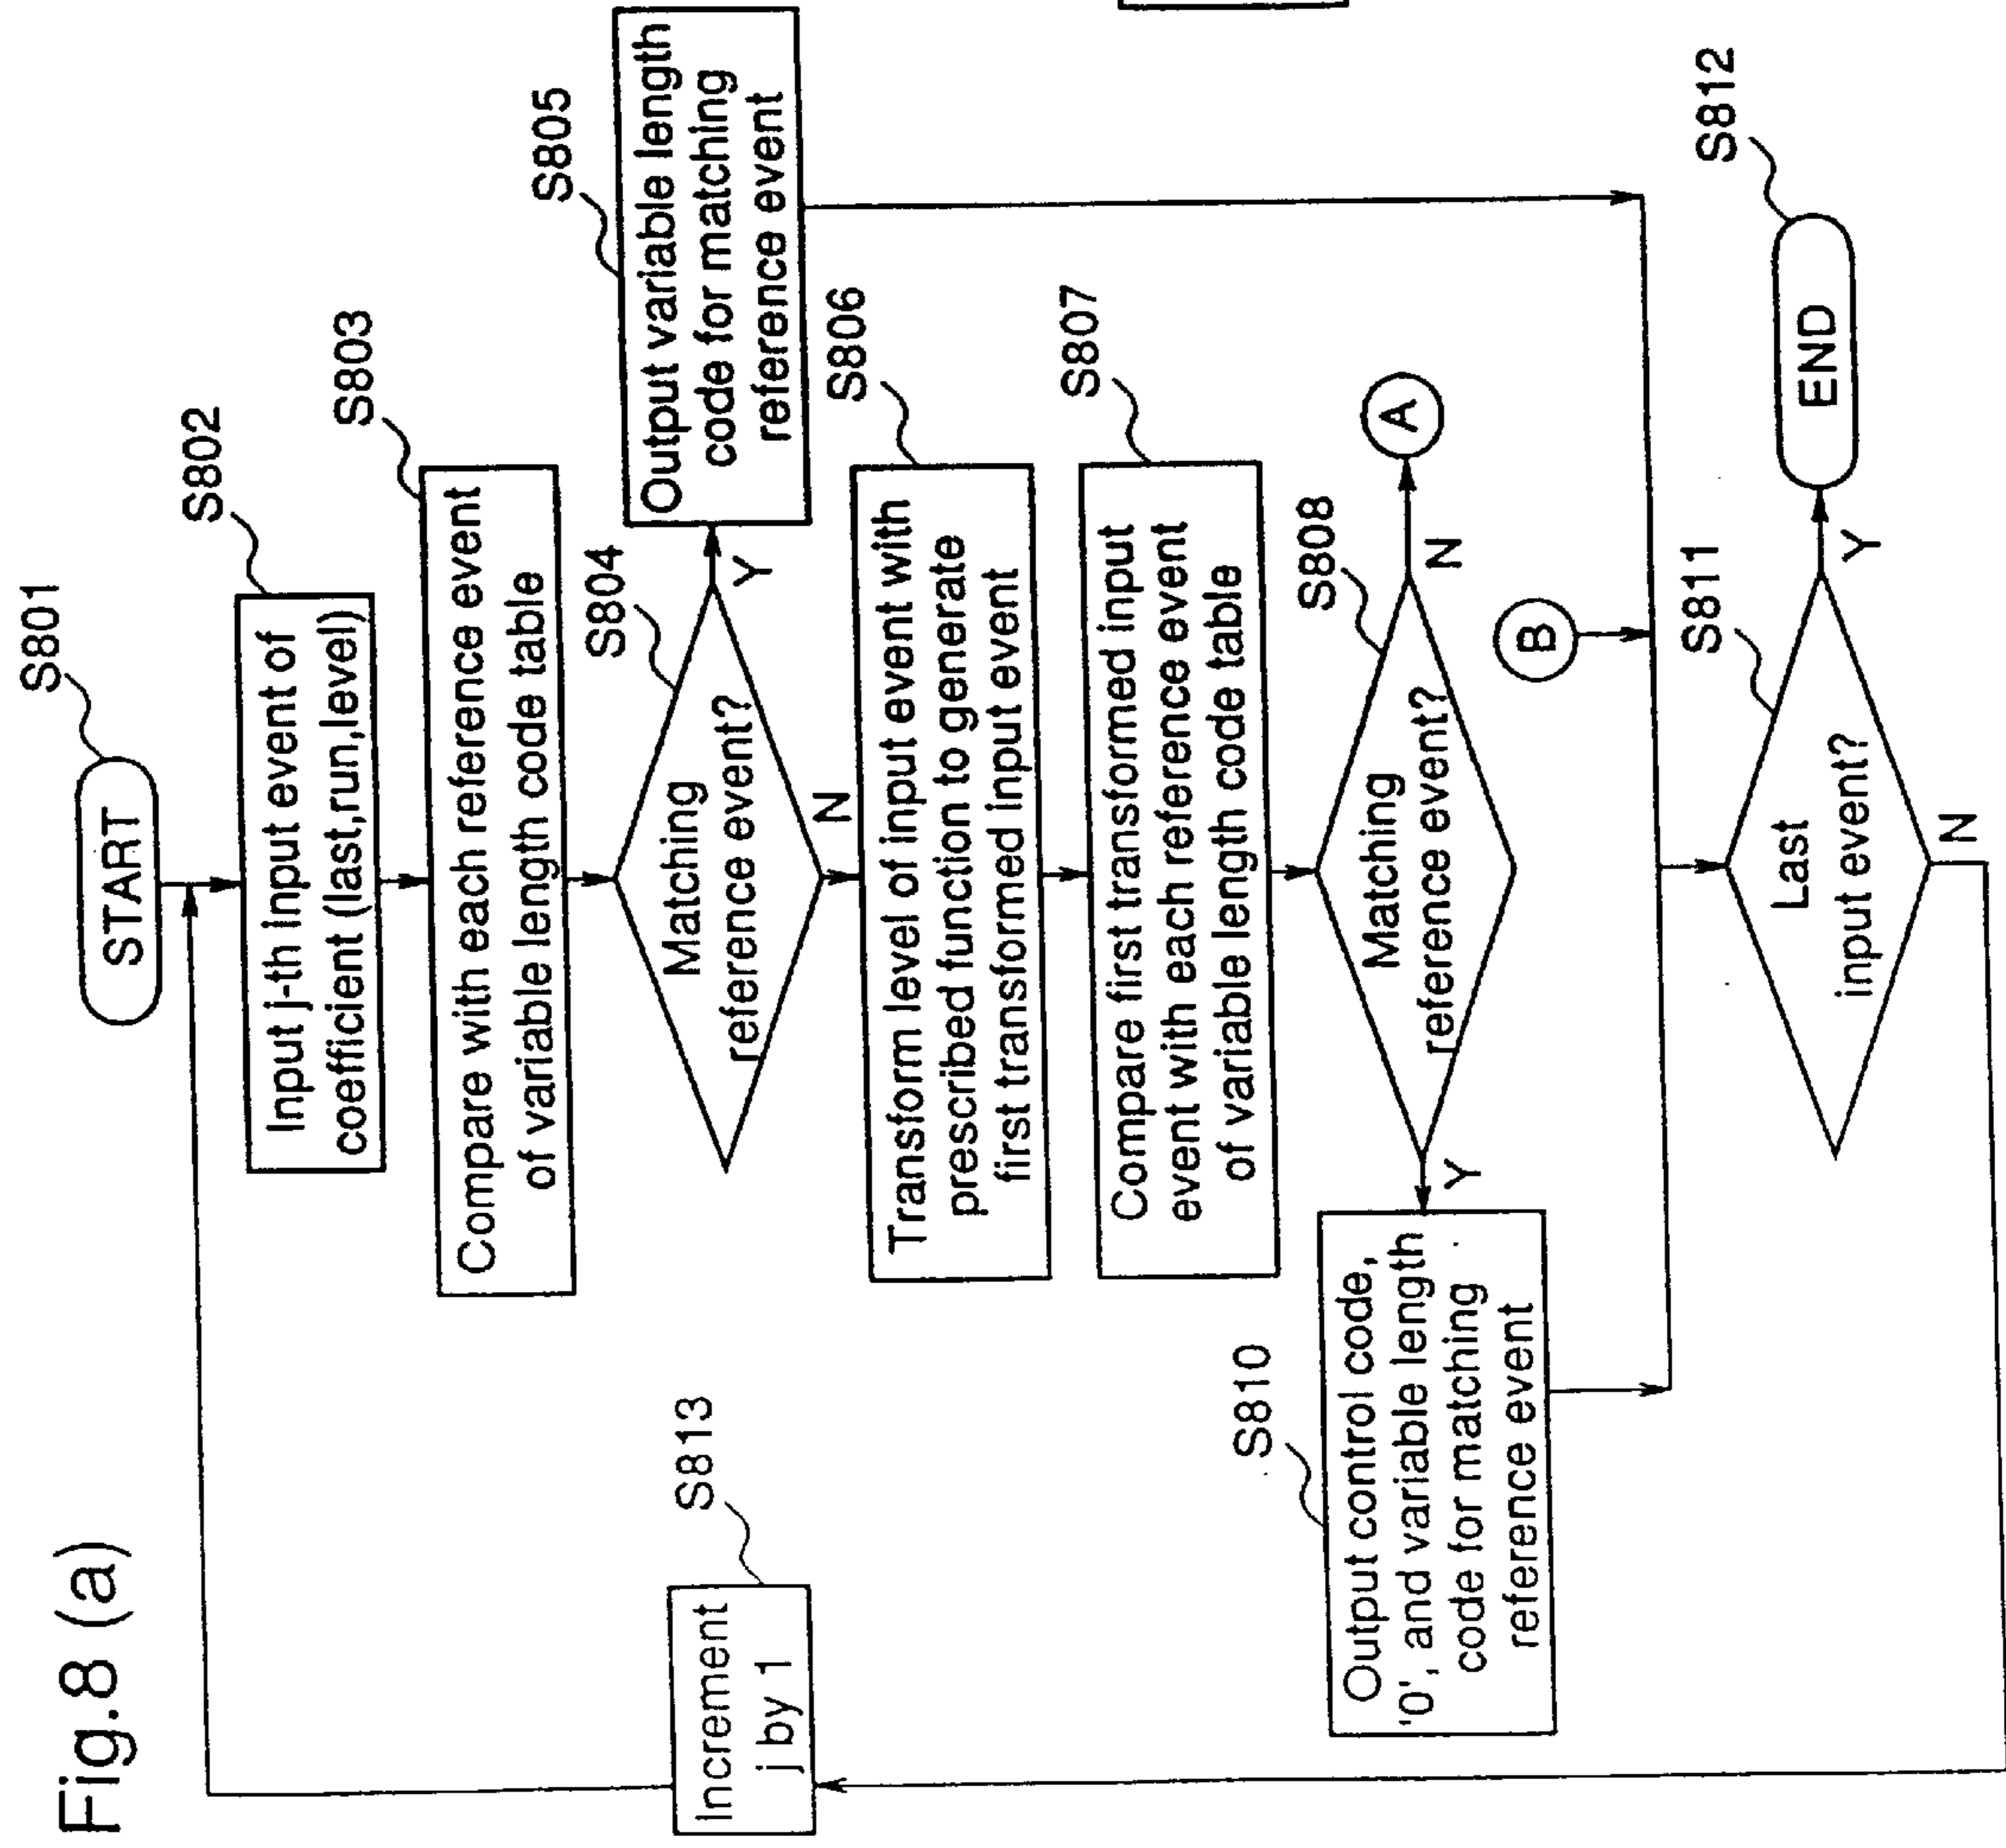 Fig.8 (a)
S801
START
S802
Input j-th input event of
coefficient (last,run,level)
S803
Compare with each reference event
of variable length code table
S804
Matching
reference event?
Y
N
S805
Output variable length
code for matching
reference event
S806
Transform level of input event with
prescribed function to generate
first transformed input event
S807
Compare first transformed input
event with each reference event
of variable length code table
S808
Matching
reference event?
Y
N
A
S810
Output control code,
'0', and variable length
code for matching
reference event
B
S811
Last
input event?
Y
N
S812
END
S813
Increment
j by 1